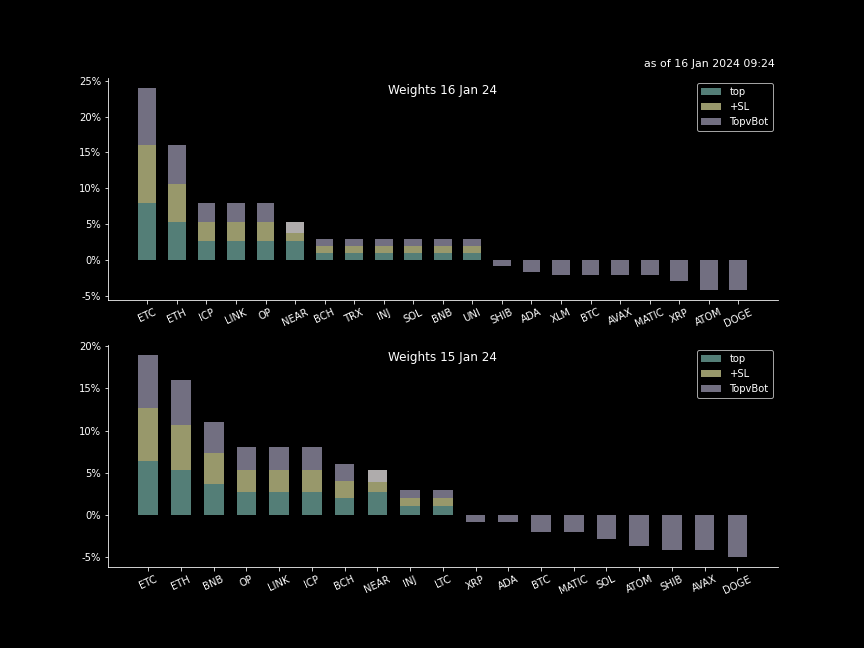 as of 16 Jan 2024 09:24
Weights 16 Jan 24
top
+SL
TopvBot
25%
20%
15%
10%
5%
0%
-5%
ETC ETH ICP LINK OP NEAR BCH TRX INJ SOL BNB UNI SHIB ADA XLM BTC AVAX MATIC XRP ATOM DOGE
Weights 15 Jan 24
top
+SL
TopvBot
20%
15%
10%
5%
0%
-5%
ETC ETH BNB OP LINK ICP BCH NEAR INJ LTC XRP ADA BTC MATIC SOL ATOM SHIB AVAX DOGE